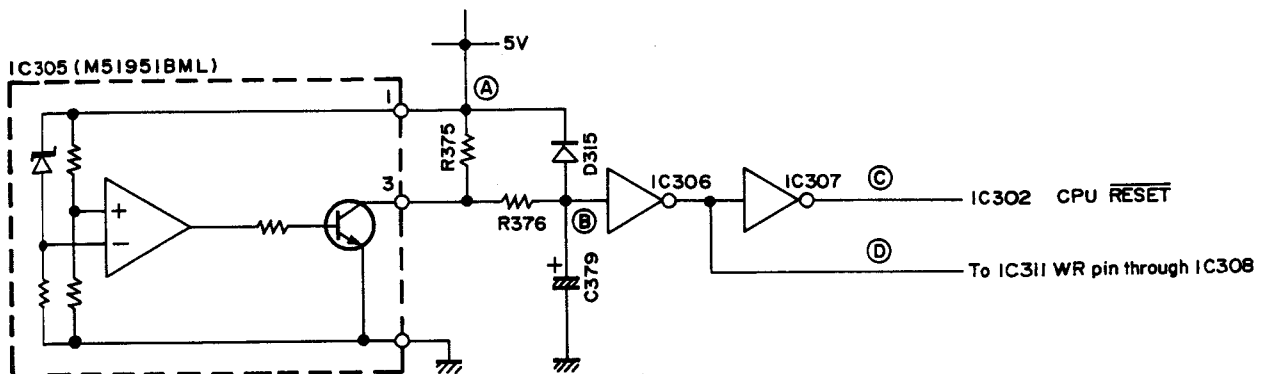 5V
IC305 (M51951BML)
1
A
R375
D315
3
R376
B
IC306
IC307
C
IC302 CPU RESET
D
To IC311 WR pin through IC308
+
−
+
C379